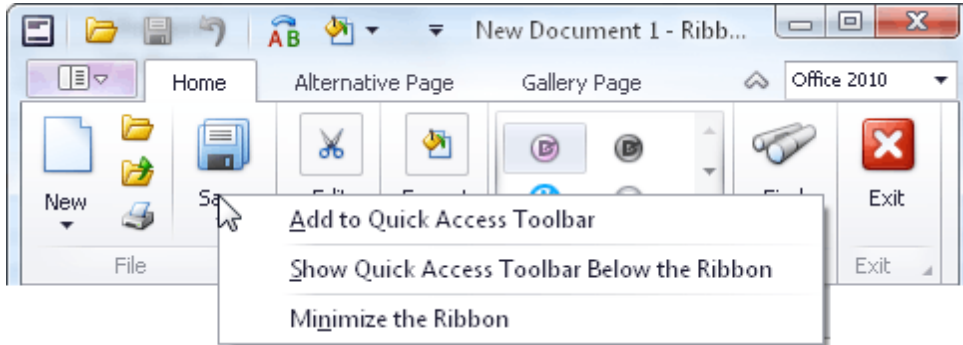 New Document 1 - Ribb...
Home Alternative Page Gallery Page Office 2010
New Exit
File Exit
Add to Quick Access Toolbar
Show Quick Access Toolbar Below the Ribbon
Minimize the Ribbon